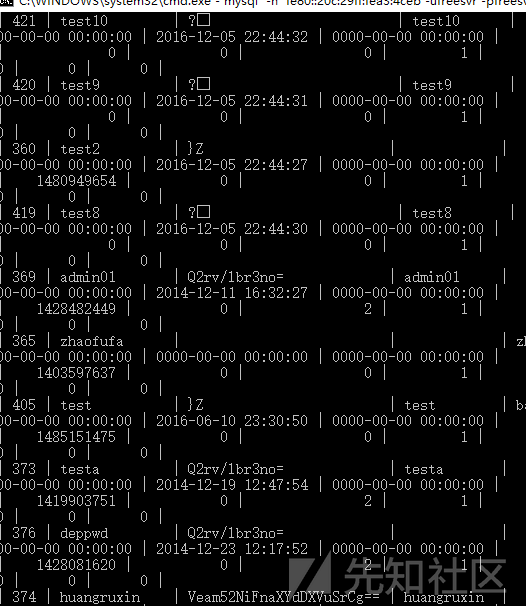 C:\WINDOWS\system32\cmd.exe - mysql -h
421 | test10 | ?□ | test10
00-00-00 00:00:00 | 2016-12-05 22:44:32 | 0000-00-00 00:00:00
0 | 0 | 0 | 1 |
0 | 0 |
420 | test9 | ?□ | test9
00-00-00 00:00:00 | 2016-12-05 22:44:31 | 0000-00-00 00:00:00
0 | 0 | 0 | 1 |
0 | 0 |
360 | test2 | }Z | |
00-00-00 00:00:00 | 2016-12-05 22:44:27 | 0000-00-00 00:00:00
1480949654 | 0 | 0 | 1 |
0 | 0 |
419 | test8 | ?□ | test8
00-00-00 00:00:00 | 2016-12-05 22:44:30 | 0000-00-00 00:00:00
0 | 0 | 0 | 1 |
0 | 0 |
369 | admin01 | Q2rv/1br3no= | admin01
00-00-00 00:00:00 | 2014-12-11 16:32:27 | 0000-00-00 00:00:00
1428482449 | 0 | 2 | 1 |
0 | 0 |
365 | zhaofufa | | | zh
00-00-00 00:00:00 | 0000-00-00 00:00:00 | 0000-00-00 00:00:00
1403597637 | 0 | 0 | 1 |
0 | 0 |
405 | test | }Z | test | ba
00-00-00 00:00:00 | 2016-06-10 23:30:50 | 0000-00-00 00:00:00
1485151475 | 0 | 0 | 1 |
0 | 0 |
373 | testa | Q2rv/1br3no= | testa
00-00-00 00:00:00 | 2014-12-19 12:47:54 | 0000-00-00 00:00:00
1419903751 | 0 | 2 | 1 |
0 | 0 |
376 | deppwd | Q2rv/1br3no= |
00-00-00 00:00:00 | 2014-12-23 12:17:52 | 0000-00-00 00:00:00
1428081620 | 0 | 2 | 1 |
0 | 0 |
374 | huangruxin | Veam52NiFnaXYdDXVuSrCg== | huangruxin
先知社区